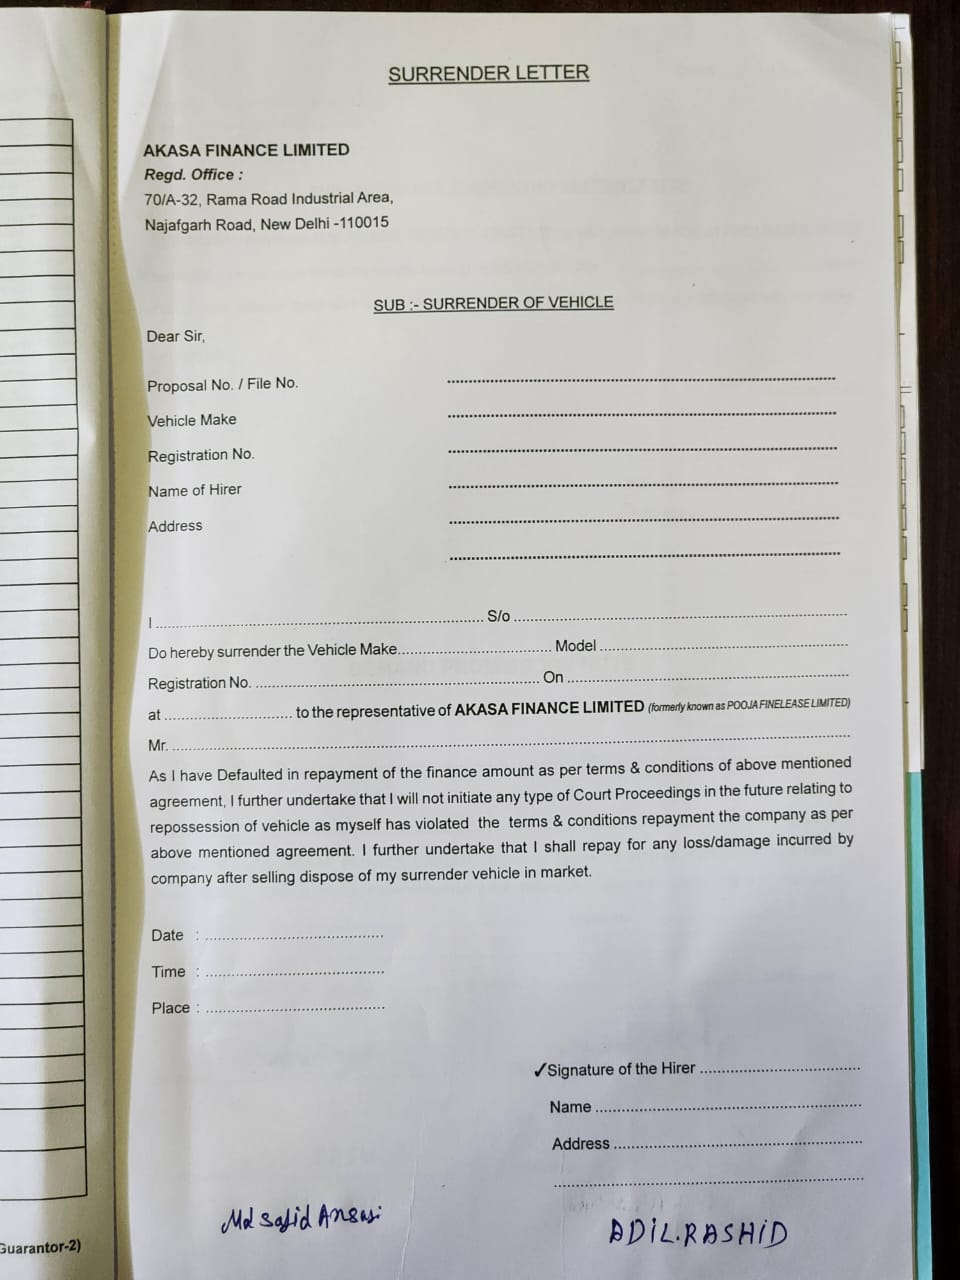 SURRENDER LETTER
AKASA FINANCE LIMITED
Regd. Office :
70/A-32, Rama Road Industrial Area,
Najafgarh Road, New Delhi -110015
SUB :- SURRENDER OF VEHICLE
Dear Sir,
Proposal No. / File No. ........................................
Vehicle Make ........................................
Registration No. ........................................
Name of Hirer ........................................
Address ........................................
........................................
I ........................................ S/o ........................................
Do hereby surrender the Vehicle Make........................................ Model ........................................
Registration No. ........................................ On ........................................
at ........................................ to the representative of AKASA FINANCE LIMITED (formerly known as POOJA FINELEASE LIMITED)
Mr. ........................................
As I have Defaulted in repayment of the finance amount as per terms & conditions of above mentioned
agreement, I further undertake that I will not initiate any type of Court Proceedings in the future relating to
repossession of vehicle as myself has violated the terms & conditions repayment the company as per
above mentioned agreement. I further undertake that I shall repay for any loss/damage incurred by
company after selling dispose of my surrender vehicle in market.
Date : ........................................
Time : ........................................
Place : ........................................
✓Signature of the Hirer ........................................
Name ........................................
Address ........................................
........................................
Md Sajid Ansari
ADIL.RASHID
Guarantor-2)